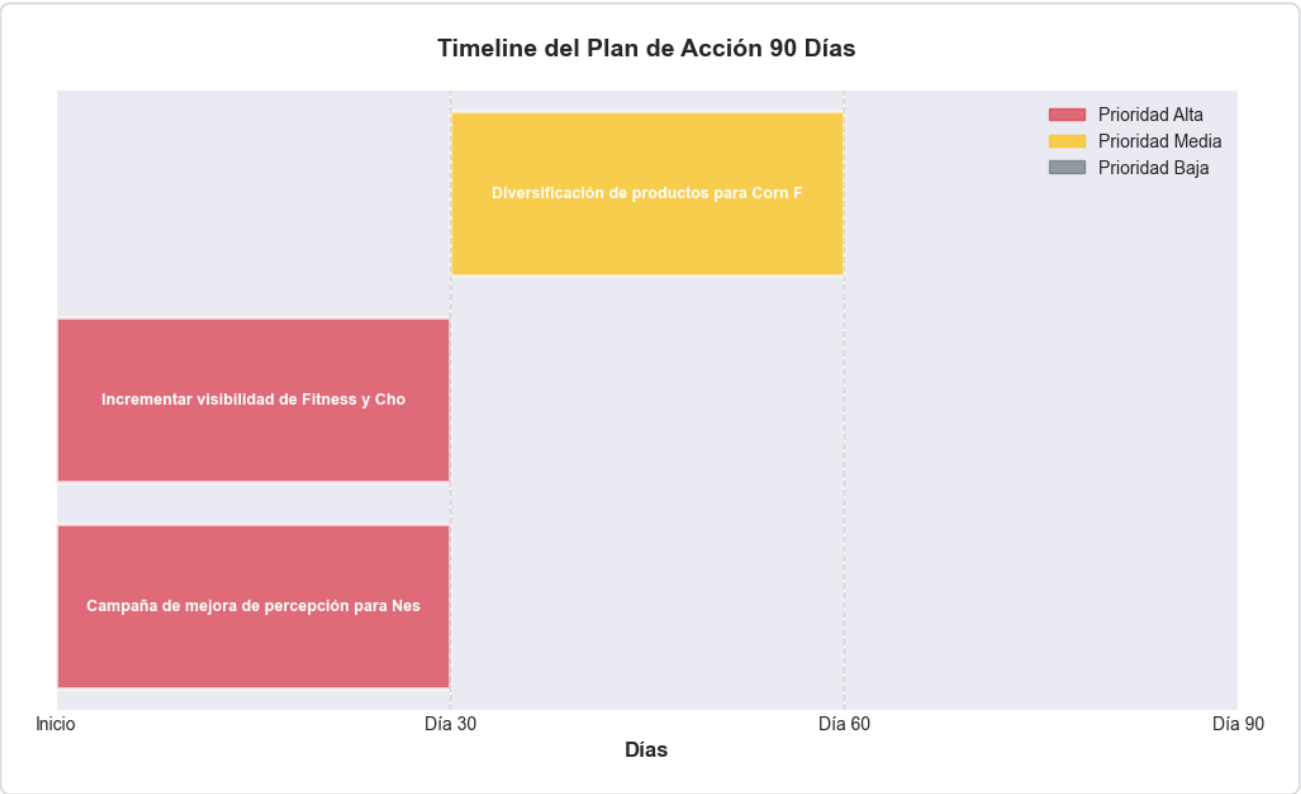 Timeline del Plan de Acción 90 Días
Prioridad Alta
Prioridad Media
Prioridad Baja
Diversificación de productos para Corn F
Incrementar visibilidad de Fitness y Cho
Campaña de mejora de percepción para Nes
Inicio
Día 30
Día 60
Día 90
Días